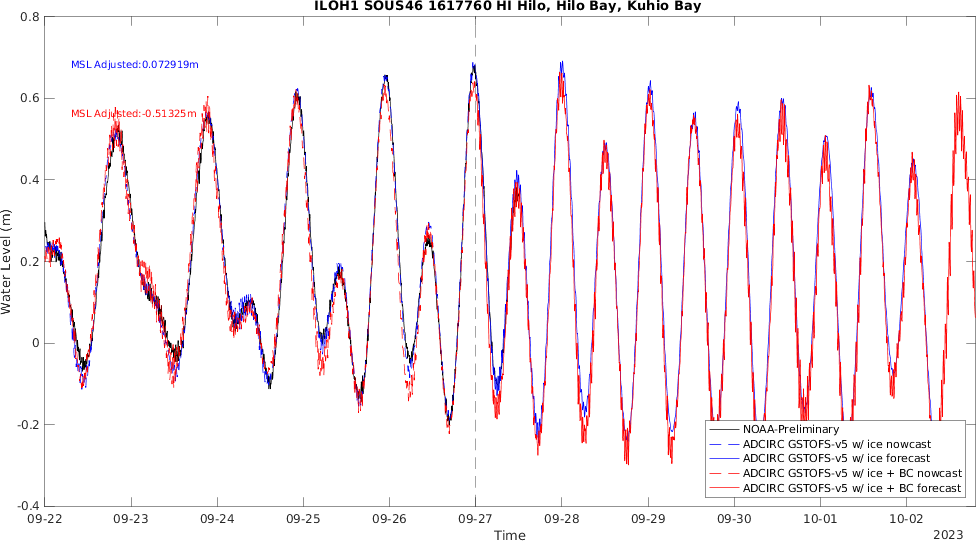 ILOH1 SOUS46 1617760 HI Hilo, Hilo Bay, Kuhio Bay
0.8
MSL Adjusted:0.072919m
0.6
MSL Adjusted:-0.51325m
0.4
0.2
0
-0.2
-0.4
Water Level (m)
NOAA-Preliminary
ADCIRC GSTOFS-v5 w/ ice nowcast
ADCIRC GSTOFS-v5 w/ ice forecast
ADCIRC GSTOFS-v5 w/ ice + BC nowcast
ADCIRC GSTOFS-v5 w/ ice + BC forecast
09-22 09-23 09-24 09-25 09-26 09-27 09-28 09-29 09-30 10-01 10-02
Time
2023